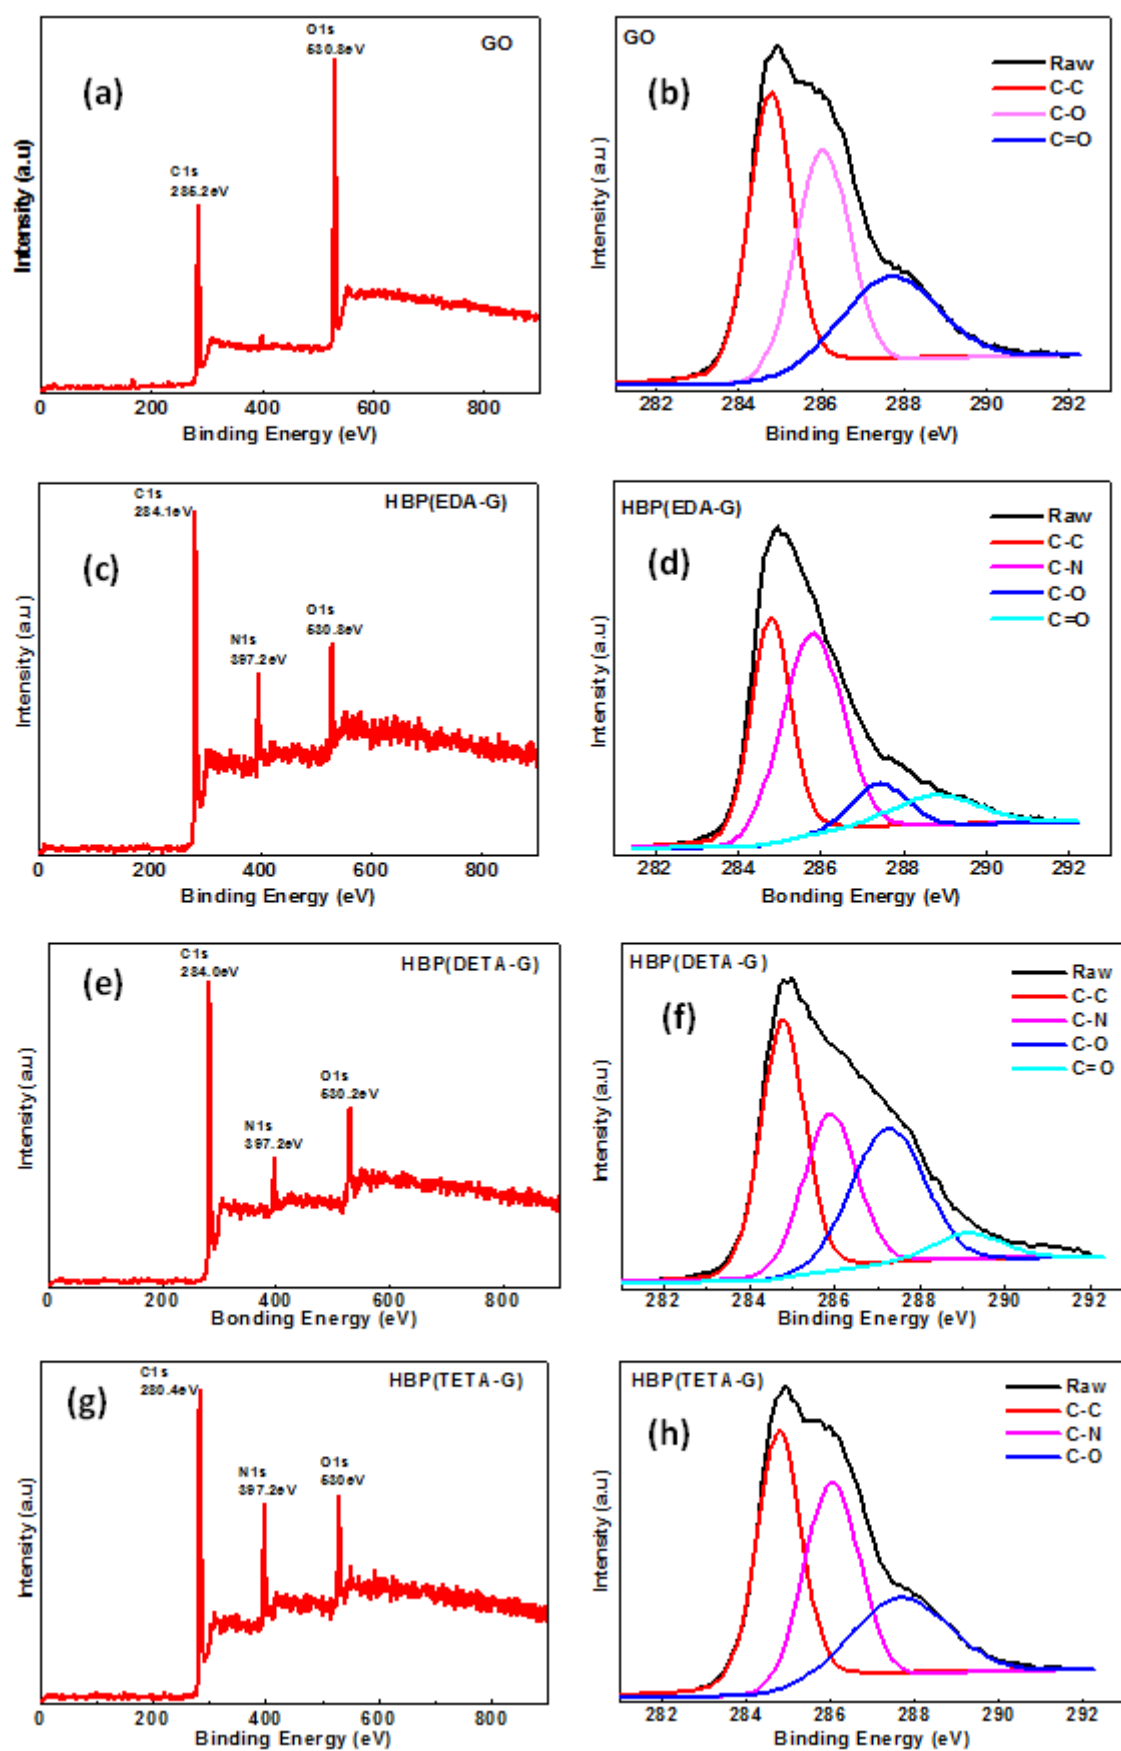 O1s
530.8eV
GO
(a)
C1s
285.2eV
Intensity (a.u)
0 200 400 600 800
Binding Energy (eV)
GO
(b)
Raw
C-C
C-O
C=O
Intensity (a.u)
282 284 286 288 290 292
Binding Energy (eV)
C1s
284.1eV
HBP(EDA-G)
(c)
O1s
530.8eV
N1s
397.2eV
Intensity (a.u)
0 200 400 600 800
Binding Energy (eV)
HBP(EDA-G)
(d)
Raw
C-C
C-N
C-O
C=O
Intensity (a.u)
282 284 286 288 290 292
Bonding Energy (eV)
C1s
284.0eV
HBP(DETA-G)
(e)
O1s
530.2eV
N1s
397.2eV
Intensity (a.u)
0 200 400 600 800
Bonding Energy (eV)
HBP(DETA-G)
(f)
Raw
C-C
C-N
C-O
C=O
Intensity (a.u)
282 284 286 288 290 292
Binding Energy (eV)
C1s
280.4eV
HBP(TETA-G)
(g)
N1s
397.2eV
O1s
530eV
Intensity (a.u)
0 200 400 600 800
Binding Energy (eV)
HBP(TETA-G)
(h)
Raw
C-C
C-N
C-O
Intensity (a.u)
282 284 286 288 290 292
Binding Energy (eV)